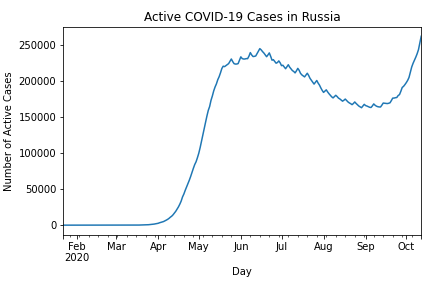 Active COVID-19 Cases in Russia
Number of Active Cases
250000
200000
150000
100000
50000
0
Feb Mar Apr May Jun Jul Aug Sep Oct
2020
Day